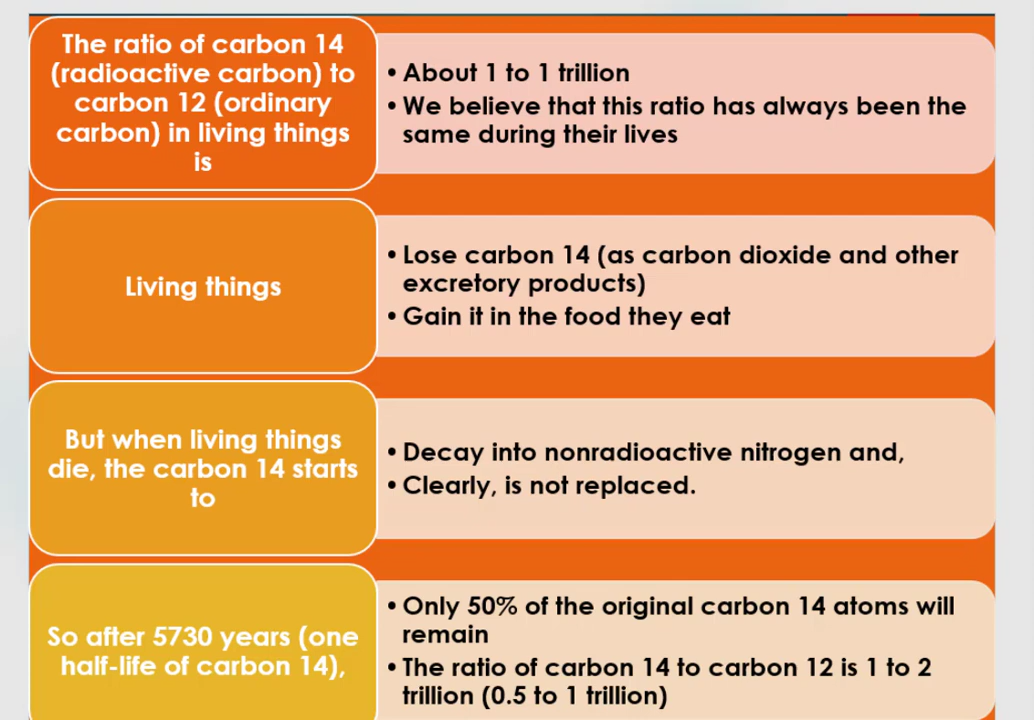 The ratio of carbon 14
(radioactive carbon) to
carbon 12 (ordinary
carbon) in living things
is
• About 1 to 1 trillion
• We believe that this ratio has always been the
same during their lives
Living things
• Lose carbon 14 (as carbon dioxide and other
excretory products)
• Gain it in the food they eat
But when living things
die, the carbon 14 starts
to
• Decay into nonradioactive nitrogen and,
• Clearly, is not replaced.
So after 5730 years (one
half-life of carbon 14),
• Only 50% of the original carbon 14 atoms will
remain
• The ratio of carbon 14 to carbon 12 is 1 to 2
trillion (0.5 to 1 trillion)